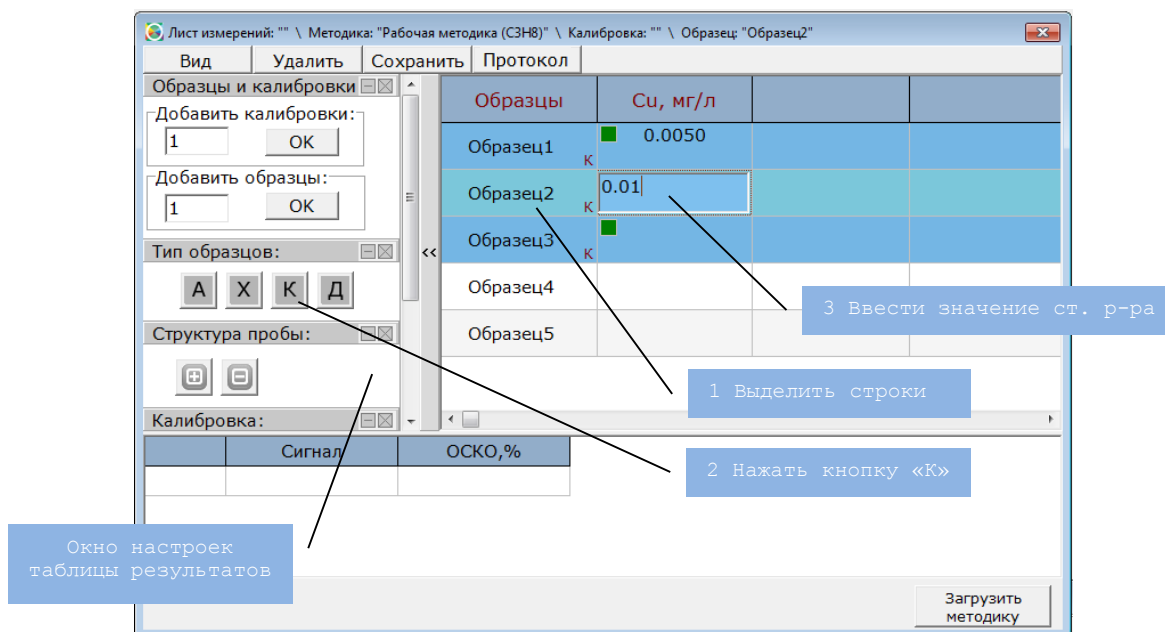 Лист измерений: "" \ Методика: "Рабочая методика (C3H8)" \ Калибровка: "" \ Образец: "Образец2"
Вид Удалить Сохранить Протокол
Образцы и калибровки
Добавить калибровки:
1 OK
Добавить образцы:
1 OK
Тип образцов:
А Х К Д
Структура пробы:
Калибровка:
<<
Образцы Cu, мг/л
Образец1 К 0.0050
Образец2 К 0.01
Образец3 К
Образец4
Образец5
3 Ввести значение ст. р-ра
1 Выделить строки
2 Нажать кнопку «К»
Сигнал ОСКО,%
Окно настроек
таблицы результатов
Загрузить
методику